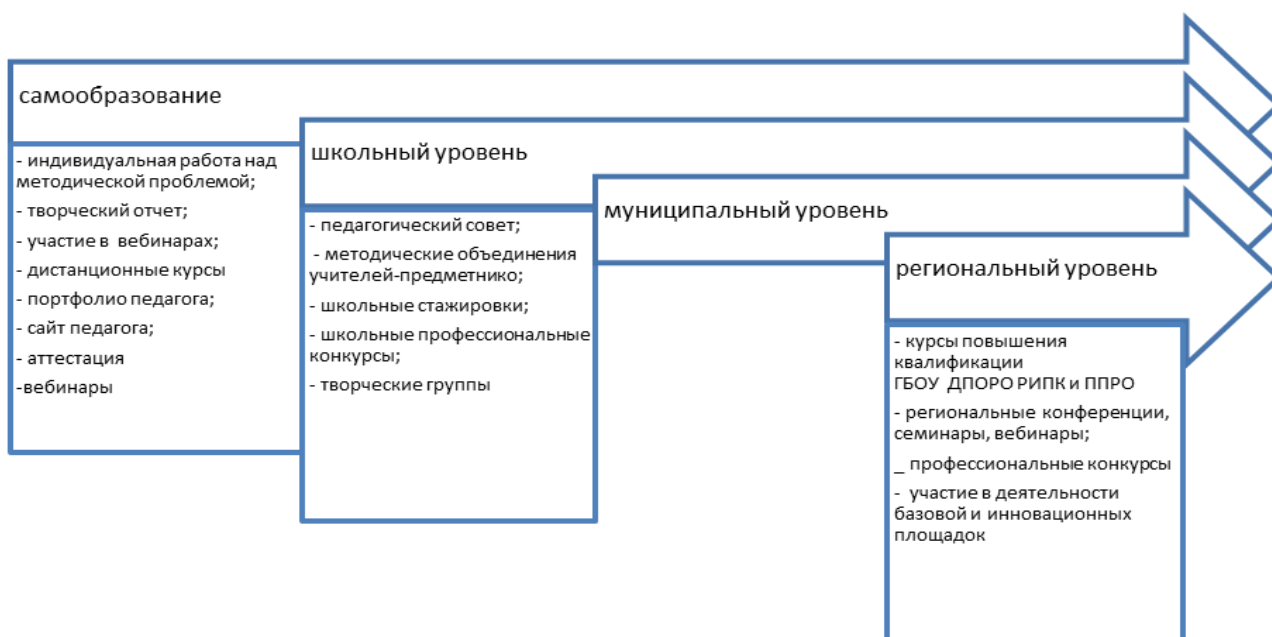 самообразование
- индивидуальная работа над
методической проблемой;
- творческий отчет;
- участие в вебинарах;
- дистанционные курсы
- портфолио педагога;
- сайт педагога;
- аттестация
-вебинары
школьный уровень
- педагогический совет;
- методические объединения
учителей-предметнико;
- школьные стажировки;
- школьные профессиональные
конкурсы;
- творческие группы
муниципальный уровень
региональный уровень
- курсы повышения
квалификации
ГБОУ ДПОРО РИПК и ППРО
- региональные конференции,
семинары, вебинары;
_ профессиональные конкурсы
- участие в деятельности
базовой и инновационных
площадок